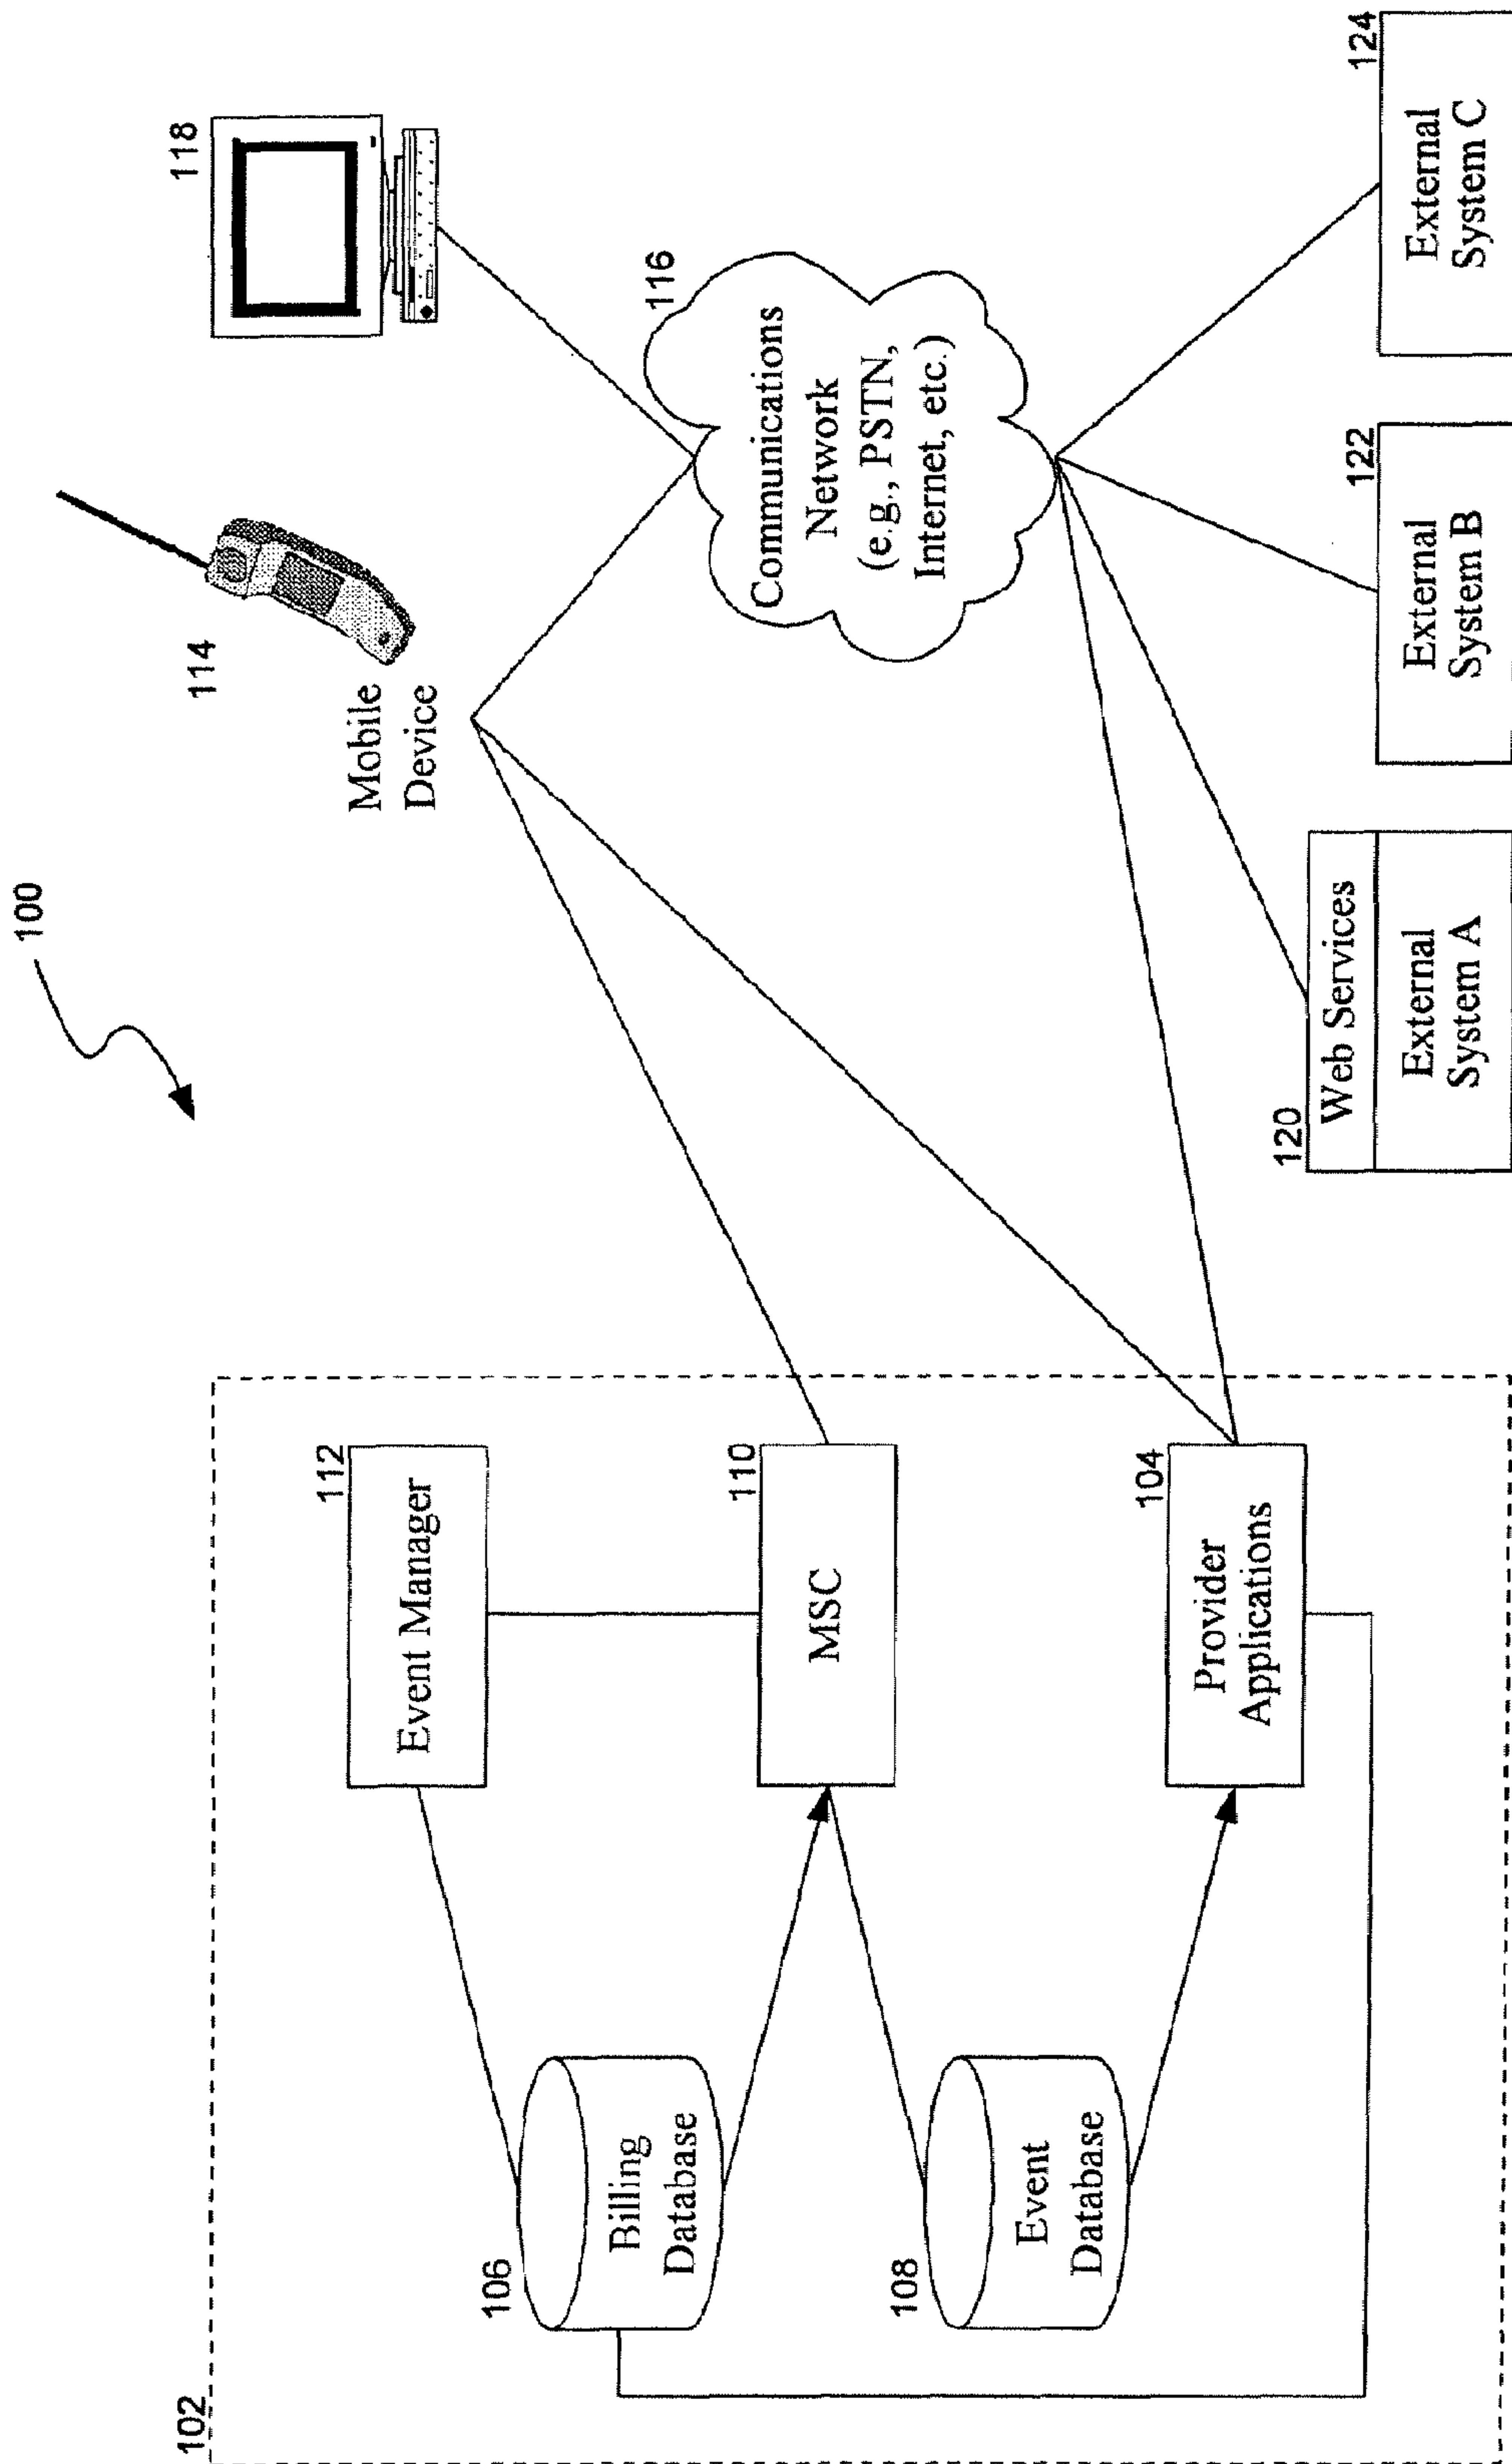 100
102
112
Event Manager
106
Billing
Database
110
MSC
108
Event
Database
104
Provider
Applications
114
Mobile
Device
118
116
Communications
Network
(e.g., PSTN,
Internet, etc.)
120
Web Services
External
System A
122
External
System B
124
External
System C